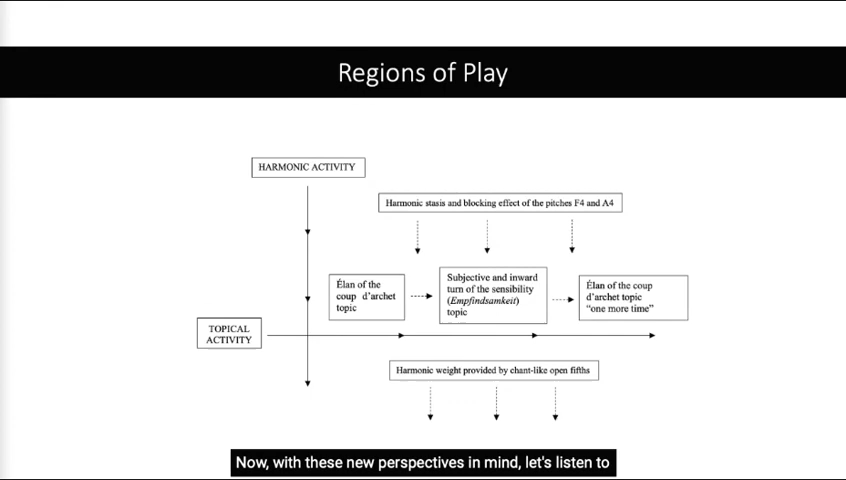 Regions of Play
HARMONIC ACTIVITY
Harmonic stasis and blocking effect of the pitches F4 and A4
Élan of the
coup d'archet
topic
Subjective and inward
turn of the sensibility
(Empfindsamkeit)
topic
Élan of the coup
d'archet topic
"one more time"
TOPICAL
ACTIVITY
Harmonic weight provided by chant-like open fifths
Now, with these new perspectives in mind, let's listen to